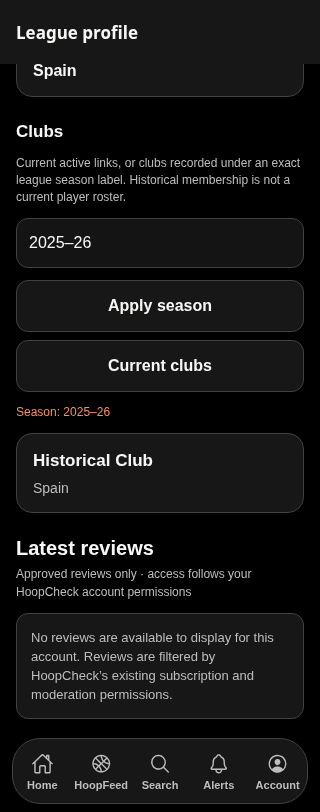 League profile
Spain
Clubs
Current active links, or clubs recorded under an exact
league season label. Historical membership is not a
current player roster.
2025–26
Apply season
Current clubs
Season: 2025–26
Historical Club
Spain
Latest reviews
Approved reviews only · access follows your
HoopCheck account permissions
No reviews are available to display for this
account. Reviews are filtered by
HoopCheck’s existing subscription and
moderation permissions.
Home HoopFeed Search Alerts Account